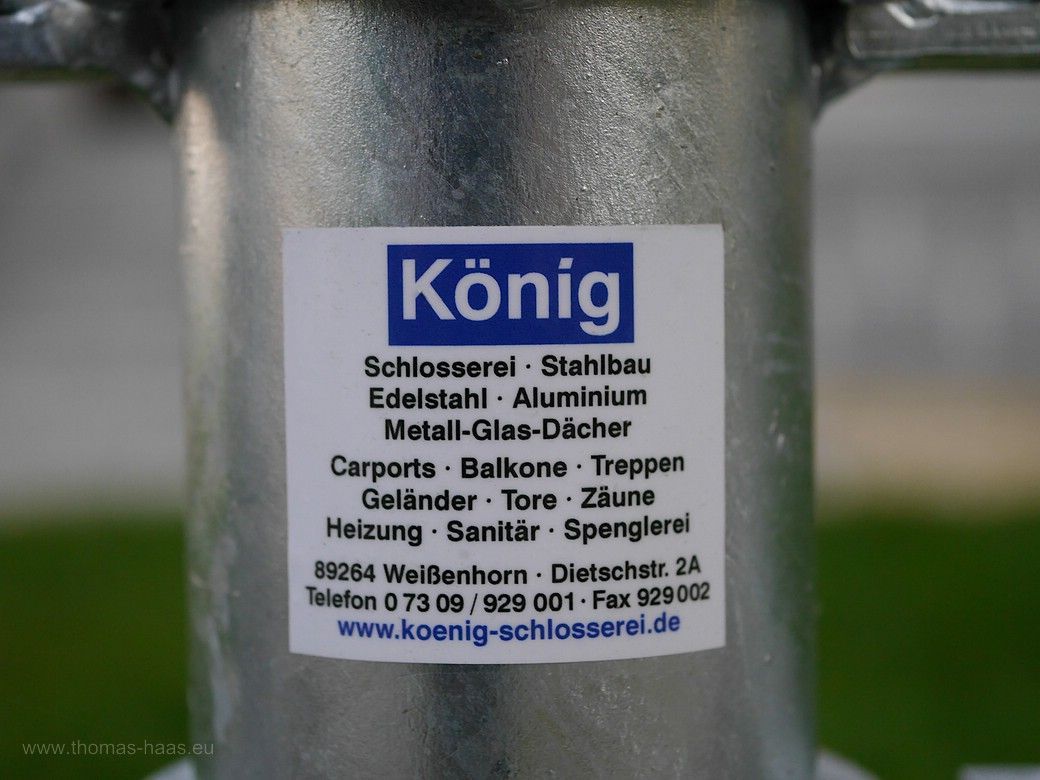 König
Schlosserei · Stahlbau
Edelstahl · Aluminium
Metall-Glas-Dächer
Carports · Balkone · Treppen
Geländer · Tore · Zäune
Heizung · Sanitär · Spenglerei
89264 Weißenhorn · Dietschstr. 2A
Telefon 0 73 09 / 929 001 · Fax 929 002
www.koenig-schlosserei.de
www.thomas-haas.eu